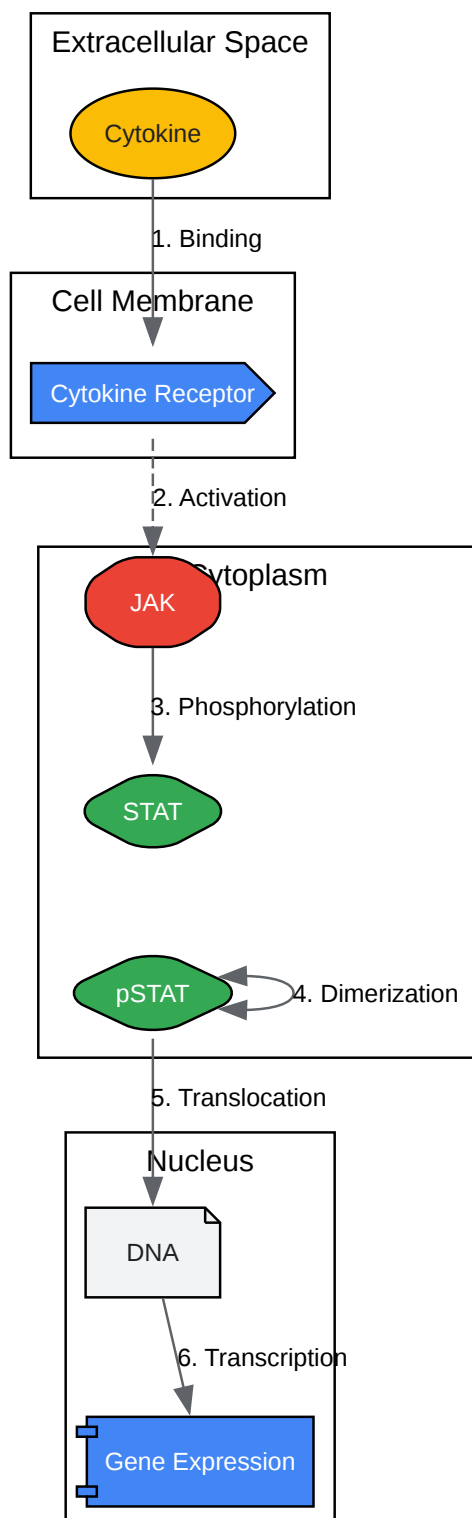 Extracellular Space
Cytokine
1. Binding
Cell Membrane
Cytokine Receptor
2. Activation
Cytoplasm
JAK
3. Phosphorylation
STAT
pSTAT
4. Dimerization
5. Translocation
Nucleus
DNA
6. Transcription
Gene Expression